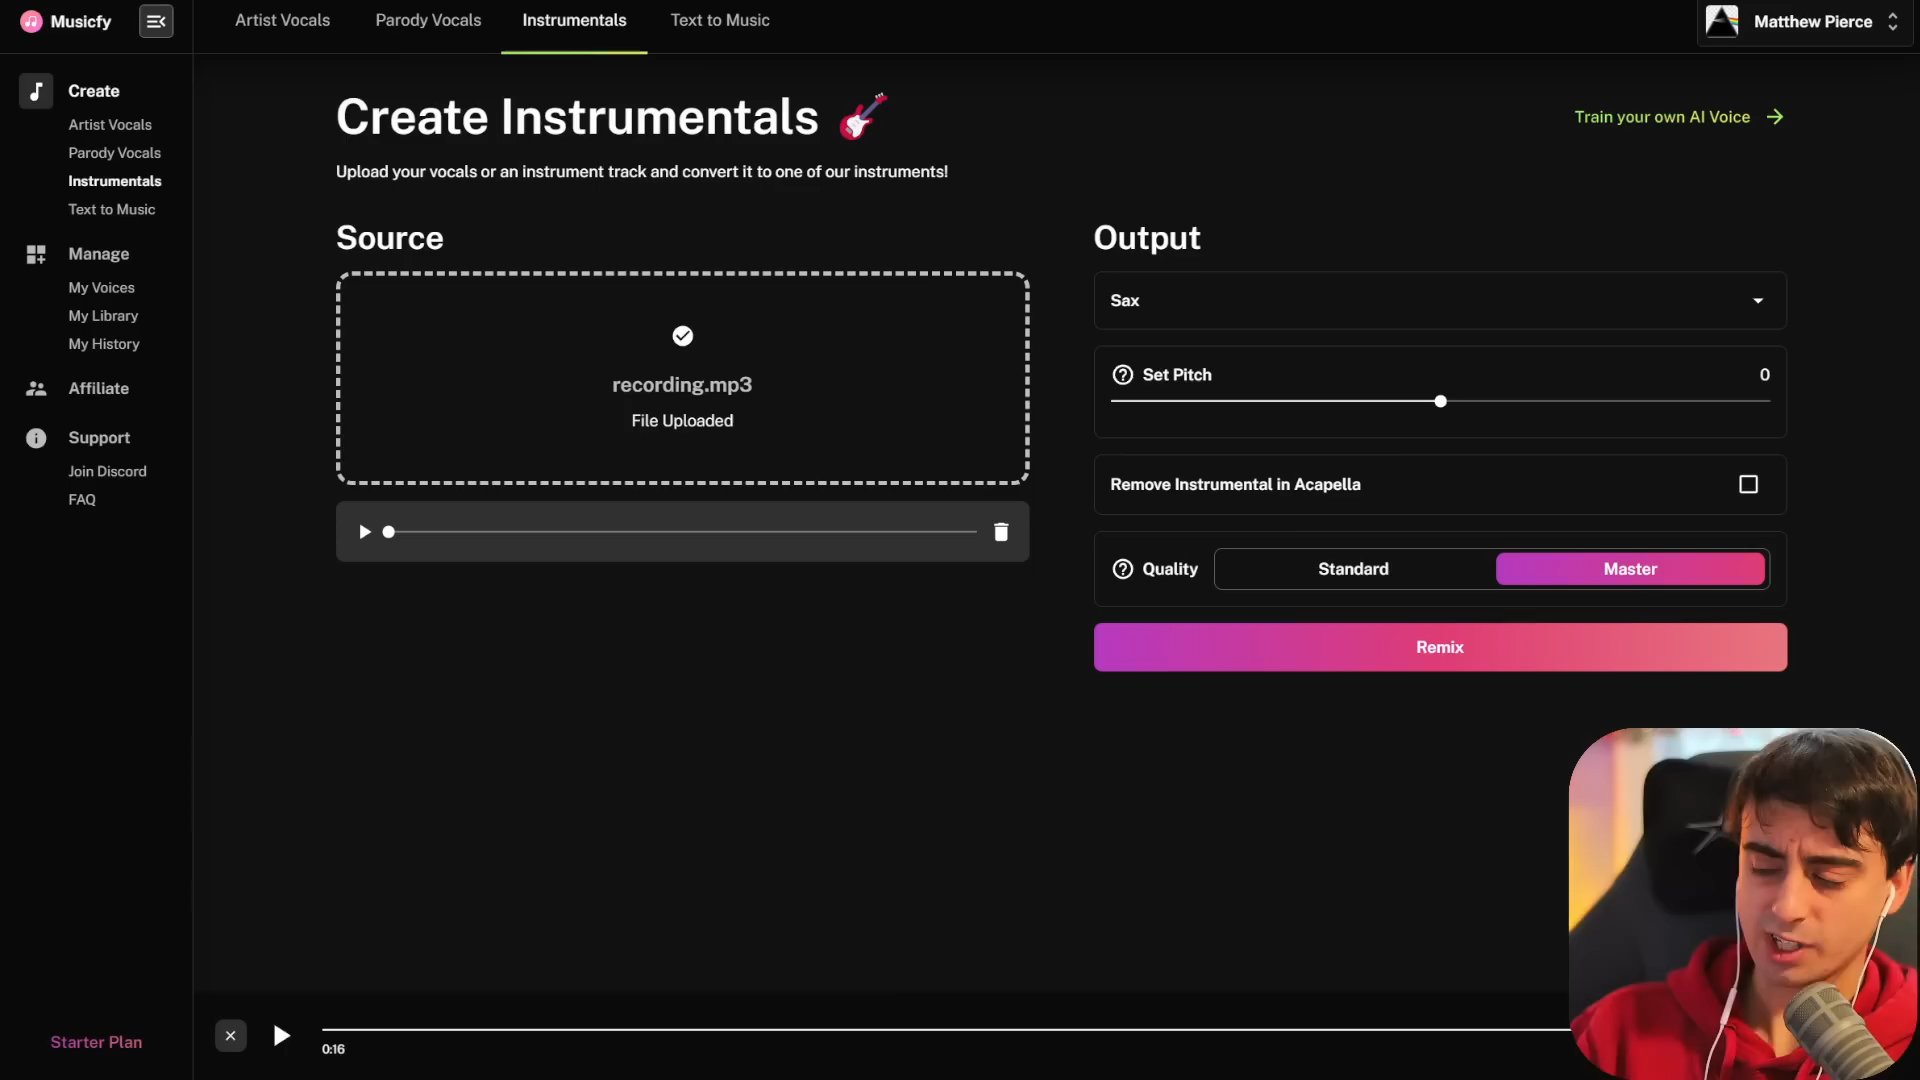 Musicfy
Artist Vocals
Parody Vocals
Instrumentals
Text to Music
Matthew Pierce
Create
Artist Vocals
Parody Vocals
Instrumentals
Text to Music
Manage
My Voices
My Library
My History
Affiliate
Support
Join Discord
FAQ
Starter Plan
Create Instrumentals
Train your own AI Voice
Upload your vocals or an instrument track and convert it to one of our instruments!
Source
recording.mp3
File Uploaded
Output
Sax
Set Pitch 0
Remove Instrumental in Acapella
Quality Standard Master
Remix
0:16